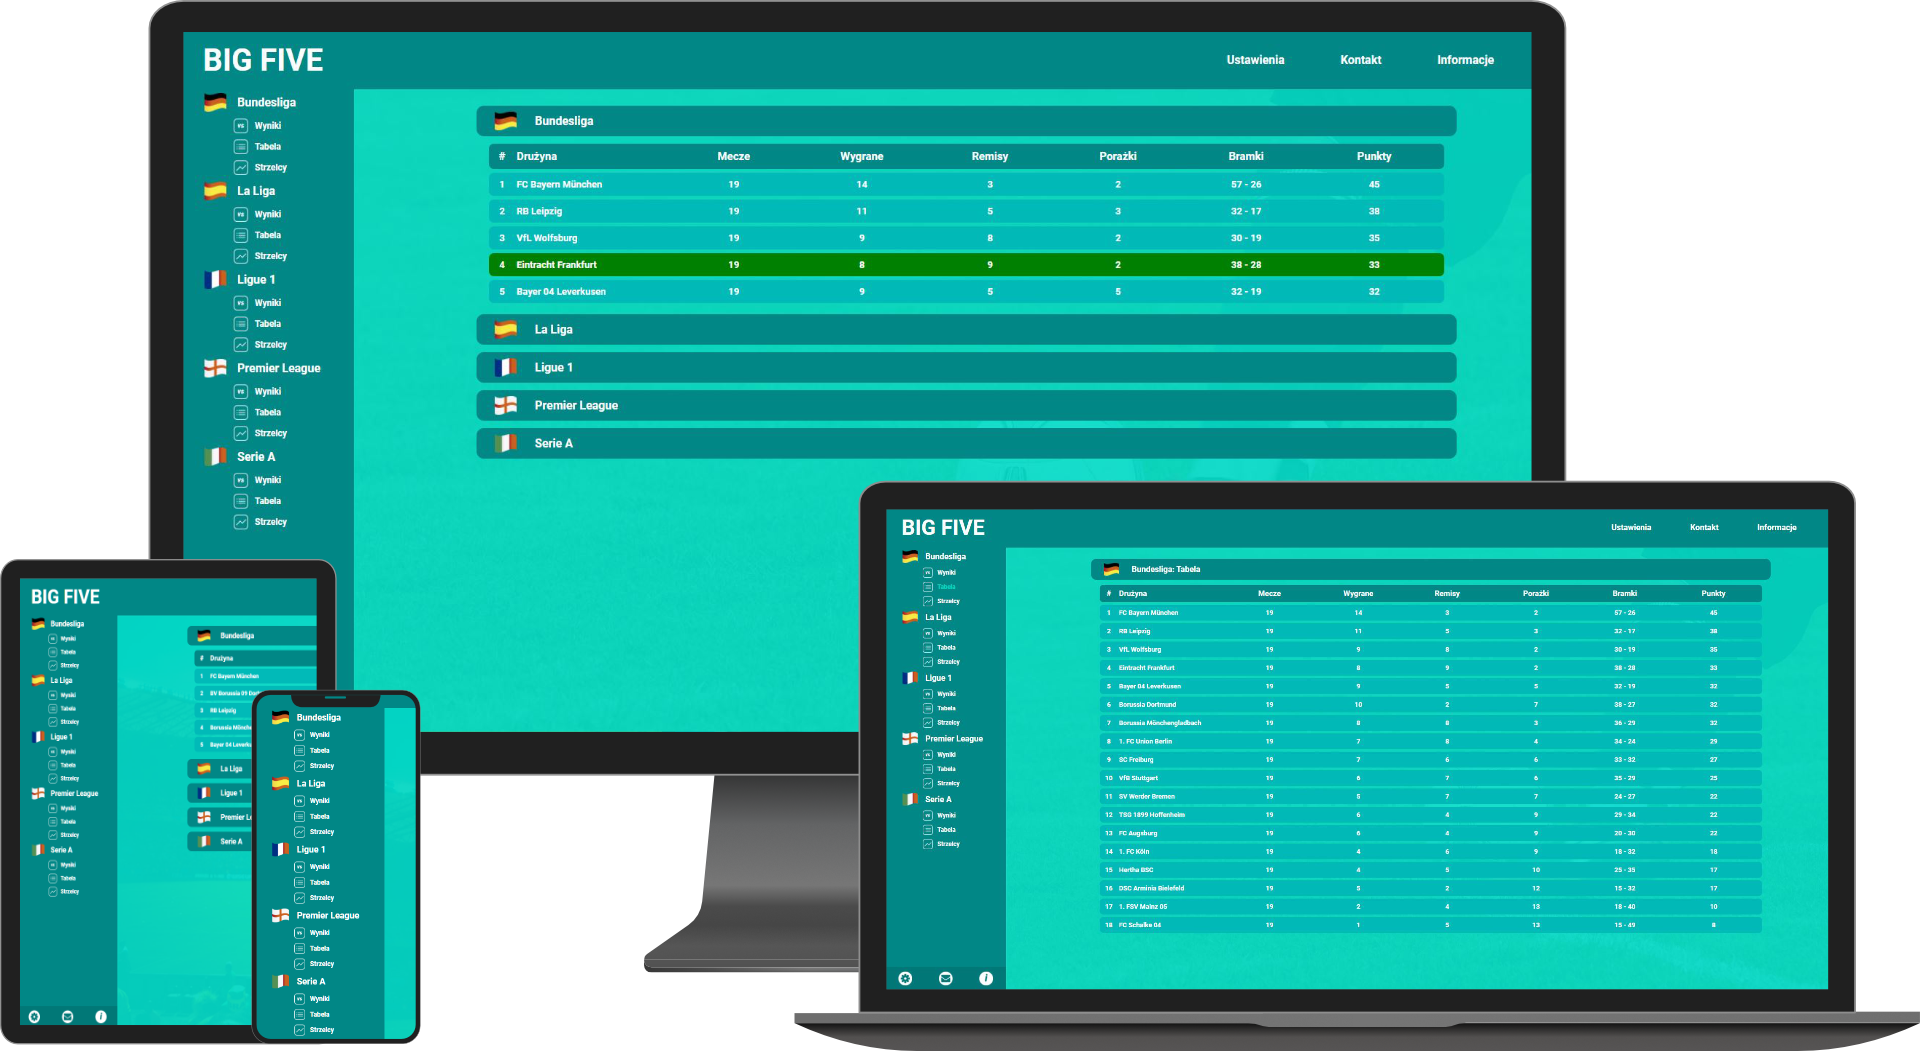 BIG FIVE
Ustawienia Kontakt Informacje
Bundesliga
Wyniki
Tabela
Strzelcy
La Liga
Wyniki
Tabela
Strzelcy
Ligue 1
Wyniki
Tabela
Strzelcy
Premier League
Wyniki
Tabela
Strzelcy
Serie A
Wyniki
Tabela
Strzelcy
Bundesliga
# Drużyna Mecze Wygrane Remisy Porażki Bramki Punkty
1 FC Bayern München 19 14 3 2 57 - 26 45
2 RB Leipzig 19 11 5 3 32 - 17 38
3 VfL Wolfsburg 19 9 8 2 30 - 19 35
4 Eintracht Frankfurt 19 8 9 2 38 - 28 33
5 Bayer 04 Leverkusen 19 9 5 5 32 - 19 32
La Liga
Ligue 1
Premier League
Serie A
BIG FIVE
Bundesliga
Wyniki
Tabela
Strzelcy
La Liga
Wyniki
Tabela
Strzelcy
Ligue 1
Wyniki
Tabela
Strzelcy
Premier League
Wyniki
Tabela
Strzelcy
Serie A
Wyniki
Tabela
Strzelcy
Bundesliga
# Drużyna
1 FC Bayern München
2 BV Borussia 09
3 RB Leipzig
4 Borussia
5 Bayer 04
La Liga
Ligue 1
Premier
Serie A
Bundesliga
Wyniki
Tabela
Strzelcy
La Liga
Wyniki
Tabela
Strzelcy
Ligue 1
Wyniki
Tabela
Strzelcy
Premier League
Wyniki
Tabela
Strzelcy
Serie A
Wyniki
Tabela
Strzelcy
BIG FIVE
Ustawienia Kontakt Informacje
Bundesliga
Wyniki
Tabela
Strzelcy
La Liga
Wyniki
Tabela
Strzelcy
Ligue 1
Wyniki
Tabela
Strzelcy
Premier League
Wyniki
Tabela
Strzelcy
Serie A
Wyniki
Tabela
Strzelcy
Bundesliga: Tabela
# Drużyna Mecze Wygrane Remisy Porażki Bramki Punkty
1 FC Bayern München 19 14 3 2 57 - 26 45
2 RB Leipzig 19 11 5 3 32 - 17 38
3 VfL Wolfsburg 19 9 8 2 30 - 19 35
4 Eintracht Frankfurt 19 8 9 2 38 - 28 33
5 Bayer 04 Leverkusen 19 9 5 5 32 - 19 32
6 Borussia Dortmund 19 10 2 7 38 - 27 32
7 Borussia Mönchengladbach 19 8 8 3 36 - 29 32
8 1. FC Union Berlin 19 7 8 4 34 - 24 29
9 SC Freiburg 19 7 6 6 33 - 32 27
10 VfB Stuttgart 19 6 7 6 35 - 29 25
11 SV Werder Bremen 19 5 7 7 24 - 27 22
12 TSG 1899 Hoffenheim 19 6 4 9 29 - 34 22
13 FC Augsburg 19 6 4 9 20 - 30 22
14 1. FC Köln 19 4 6 9 18 - 32 18
15 Hertha BSC 19 4 5 10 25 - 35 17
16 DSC Arminia Bielefeld 19 5 2 12 15 - 32 17
17 1. FSV Mainz 05 19 2 4 13 18 - 40 10
18 FC Schalke 04 19 1 5 13 15 - 49 8